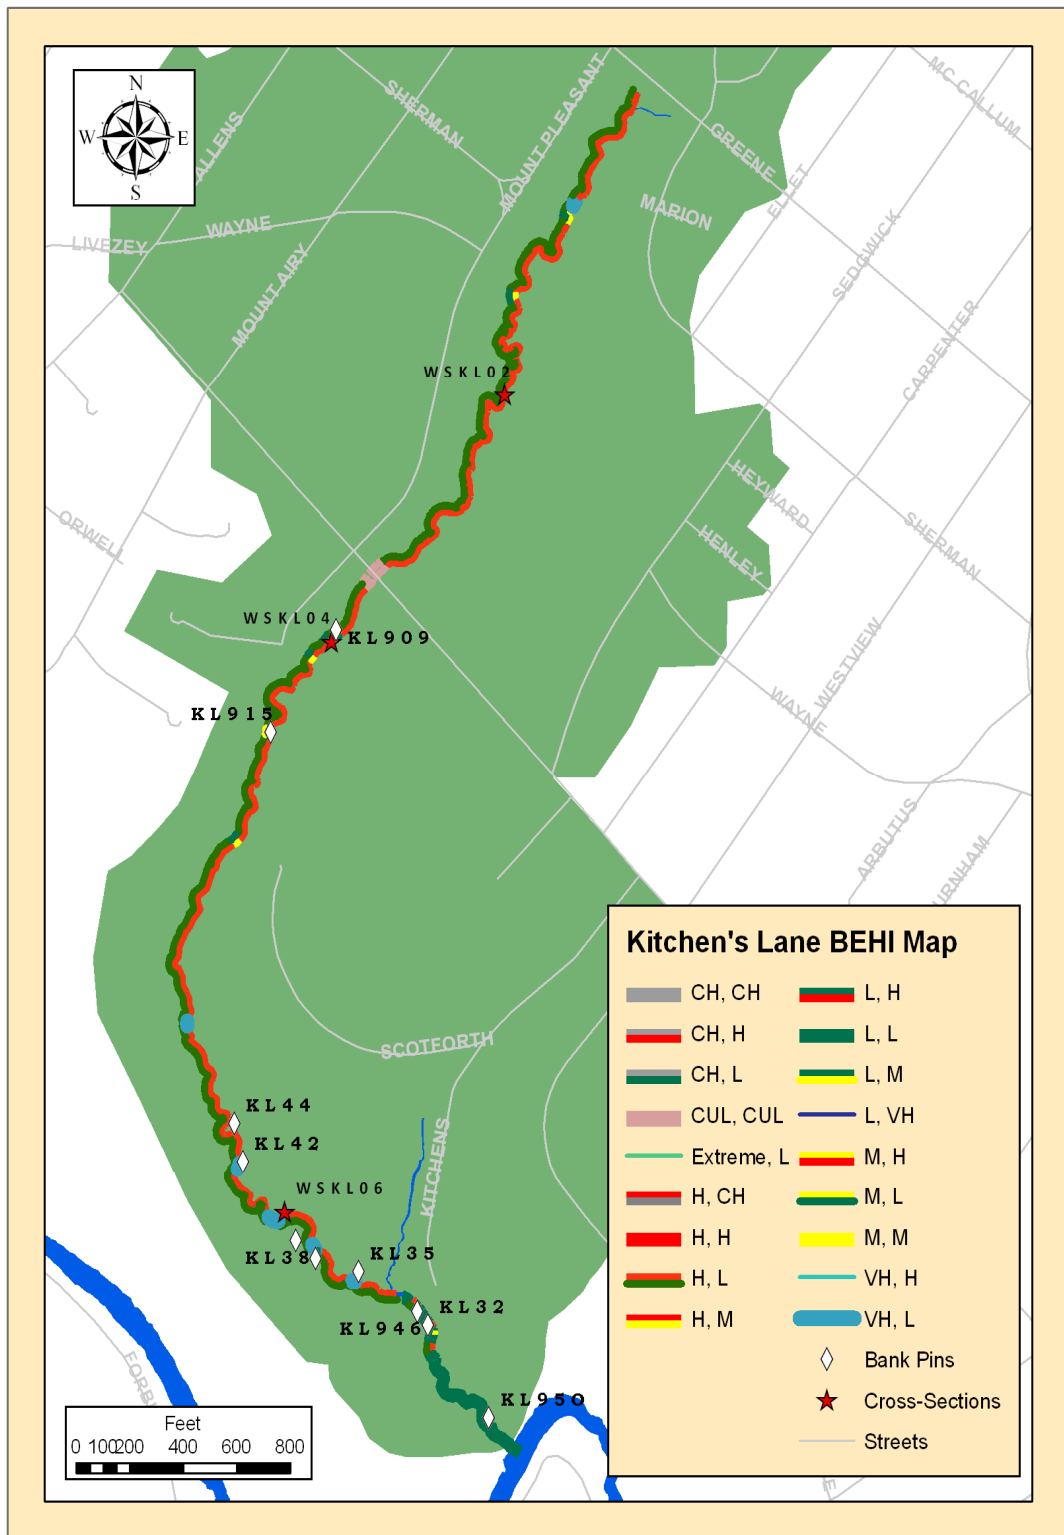 N
W E
S
MC CALLUM
SHERMAN
MOUNT PLEASANT
GREENE
ALLENS
ELLET
MARION
LIVEZEY
WAYNE
SEDGWICK
MOUNT AIRY
CARPENTER
WSKL02
HEYWARD
ORWELL
HENLEY
SHERMAN
WSKL04
KL909
WESTVIEW
KL915
WAYNE
ARBUTUS
URNHAM
SCOTFORTH
KL44
KL42
KITCHENS
WSKL06
KL38
KL35
KL32
KL946
KL950
FORB
Feet
0 100200 400 600 800
Kitchen's Lane BEHI Map
CH, CH
CH, H
CH, L
CUL, CUL
Extreme, L
H, CH
H, H
H, L
H, M
L, H
L, L
L, M
L, VH
M, H
M, L
M, M
VH, H
VH, L
Bank Pins
Cross-Sections
Streets
E